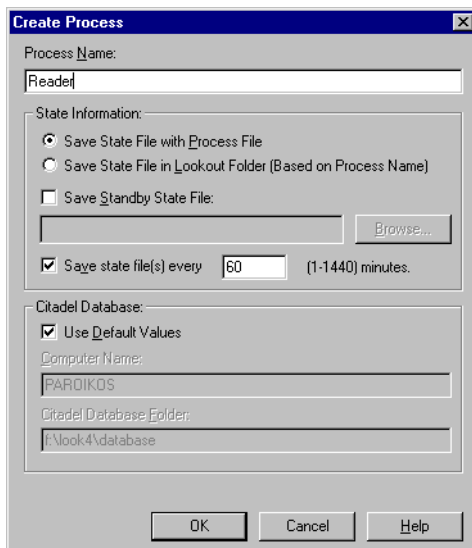 Create Process
Process Name:
Reader
State Information:
Save State File with Process File
Save State File in Lookout Folder (Based on Process Name)
Save Standby State File:
Browse...
Save state file(s) every 60 (1-1440) minutes.
Citadel Database:
Use Default Values
Computer Name:
PAROIKOS
Citadel Database Folder:
f:\look4\database
OK Cancel Help